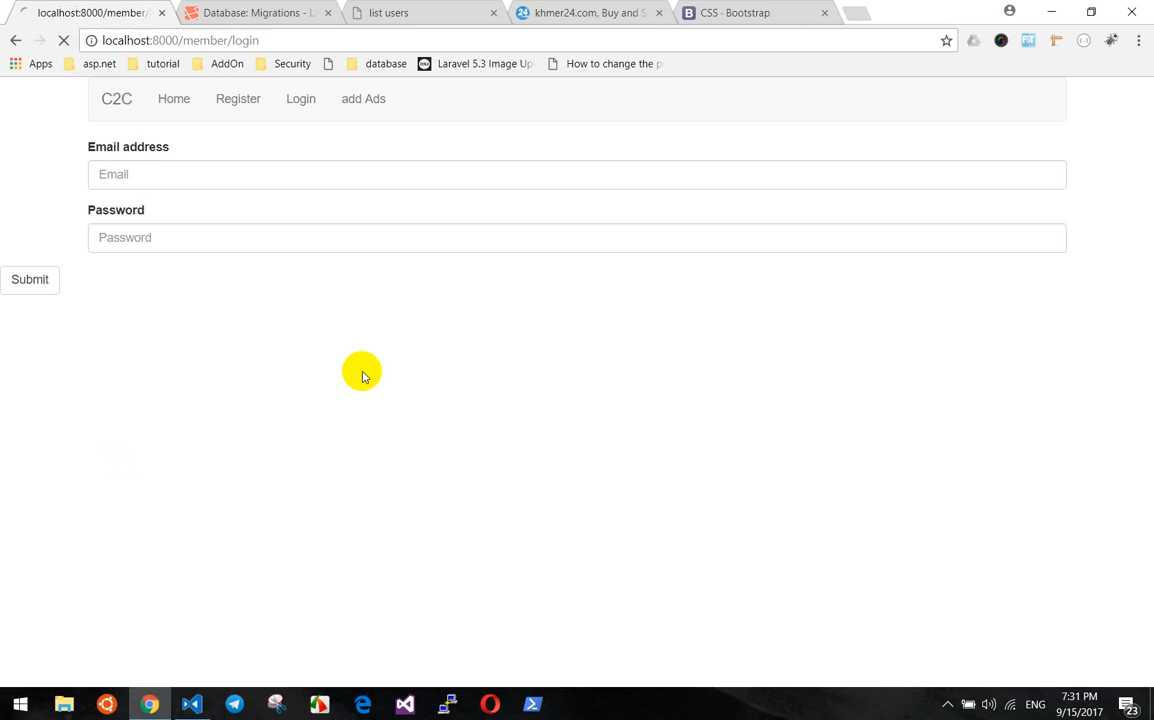 localhost:8000/member/ Database: Migrations - L list users khmer24.com, Buy and S CSS · Bootstrap
localhost:8000/member/login
Apps asp.net tutorial AddOn Security database Laravel 5.3 Image Up How to change the p
C2C Home Register Login add Ads
Email address
Email
Password
Password
Submit
7:31 PM
ENG
9/15/2017
23